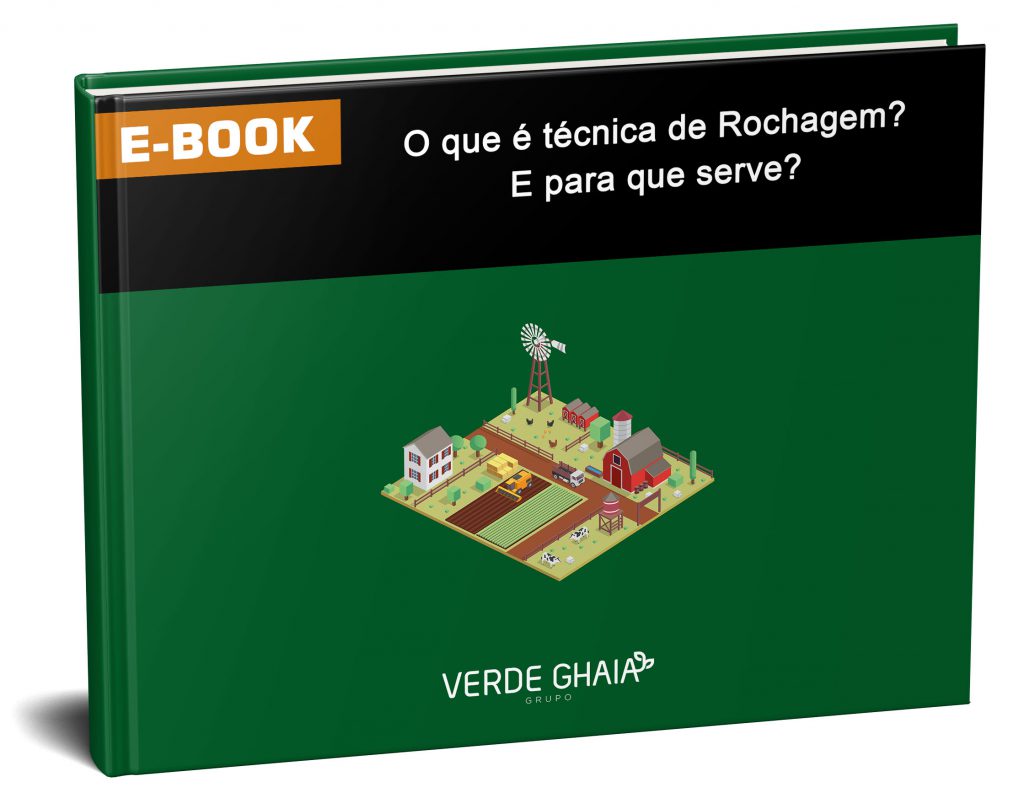 E-BOOK
O que é técnica de Rochagem?
E para que serve?
VERDE GHAIA
GRUPO